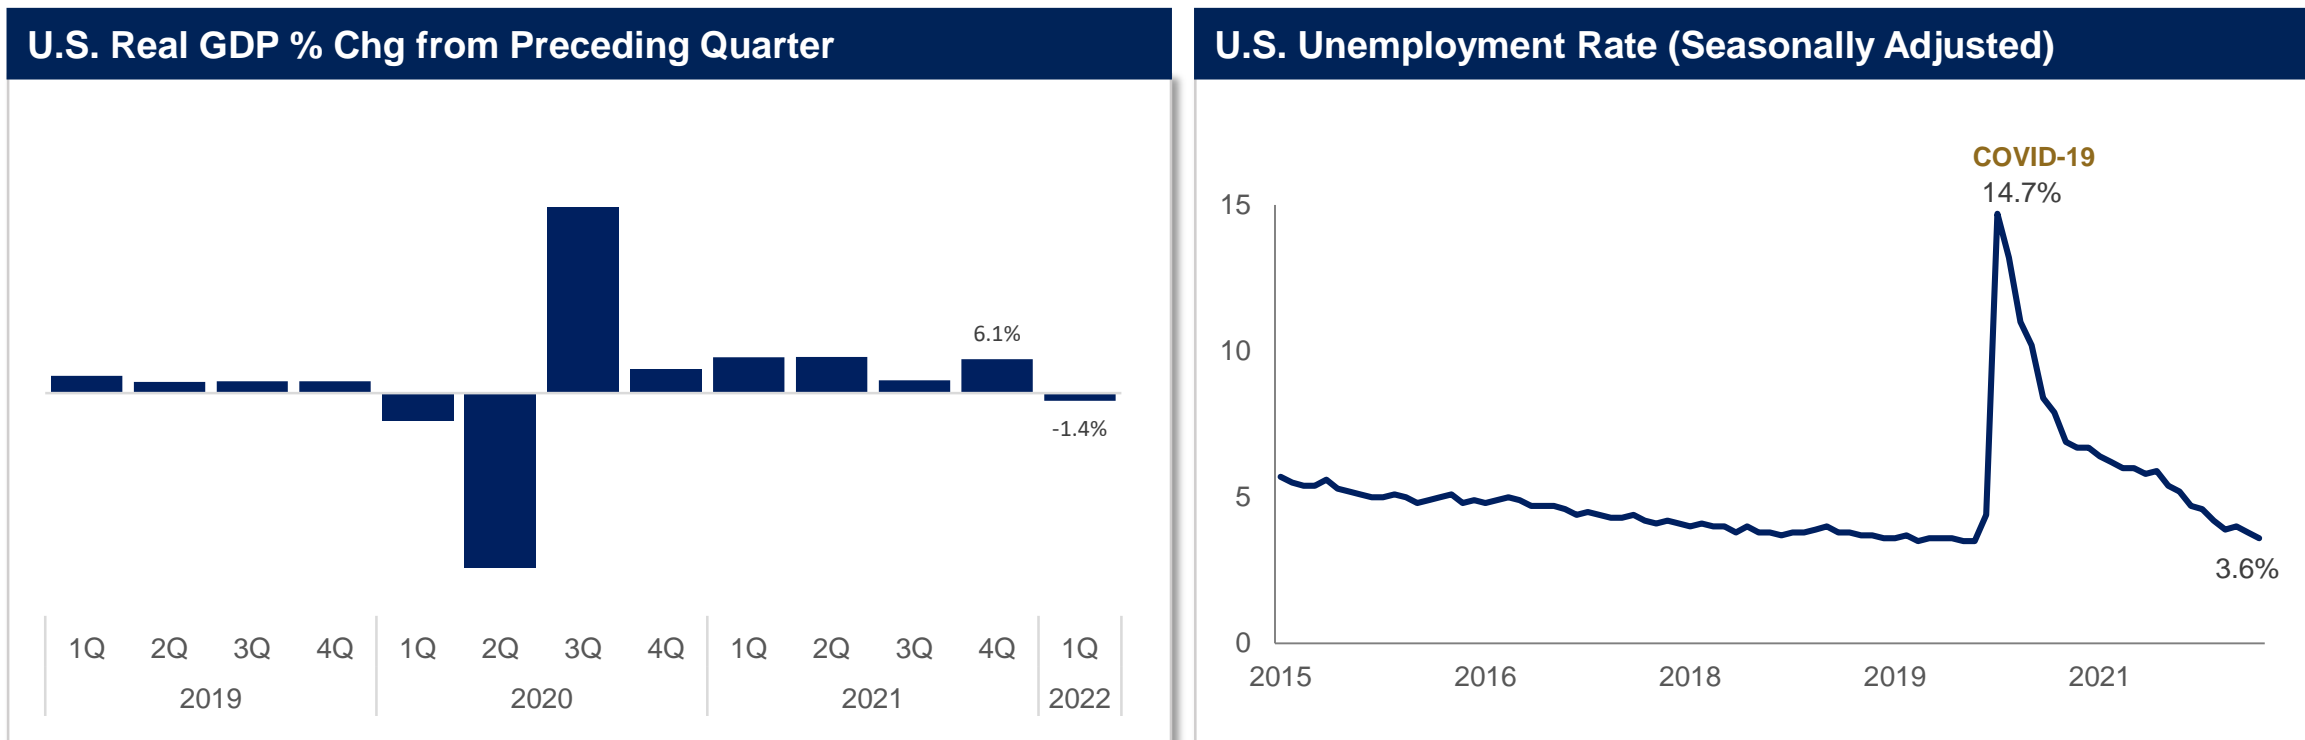 U.S. Real GDP % Chg from Preceding Quarter
6.1%
-1.4%
1Q 2Q 3Q 4Q 1Q 2Q 3Q 4Q 1Q 2Q 3Q 4Q 1Q
2019 2020 2021 2022
U.S. Unemployment Rate (Seasonally Adjusted)
COVID-19
14.7%
15
10
5
3.6%
0
2015 2016 2018 2019 2021